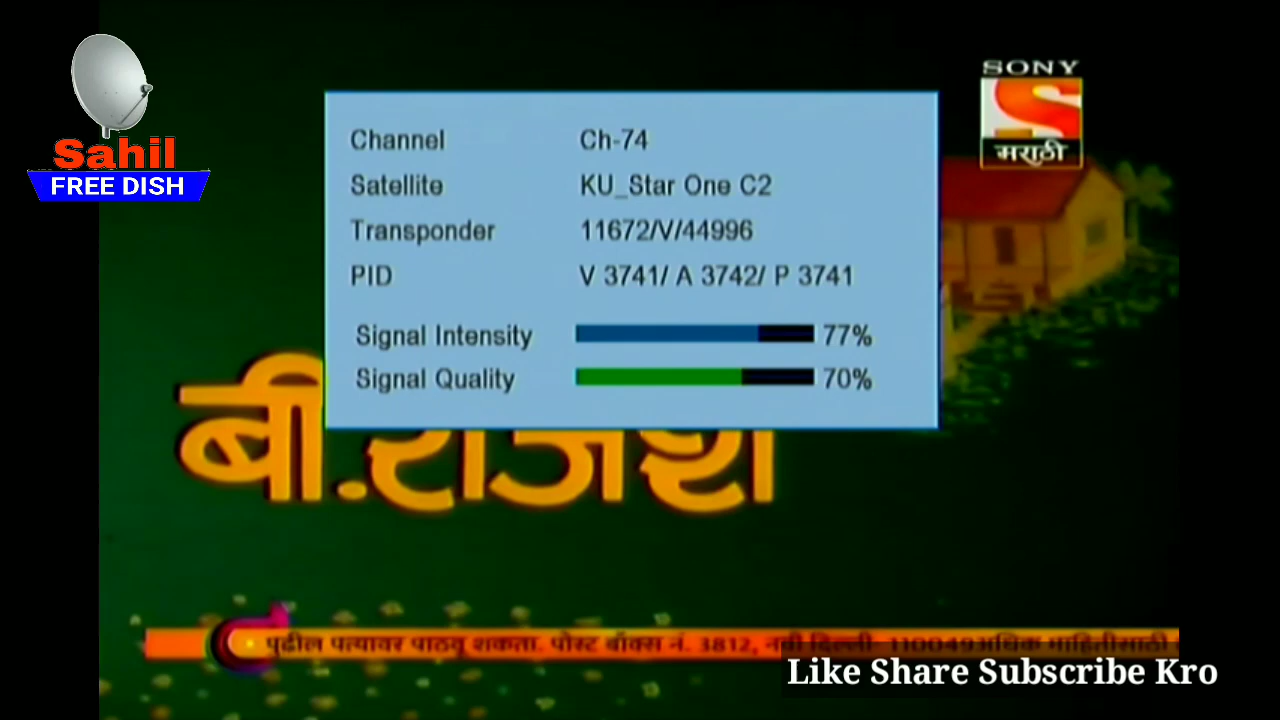 Sahil
FREE DISH
SONY
मराठी
Channel Ch-74
Satellite KU_Star One C2
Transponder 11672/V/44996
PID V 3741/ A 3742/ P 3741
Signal Intensity 77%
Signal Quality 70%
पुढील पत्यावर पाठवू शकता. पोस्ट बॉक्स नं. 3812, नवी दिल्ली 110049अधिक माहितीसाठी
Like Share Subscribe Kro